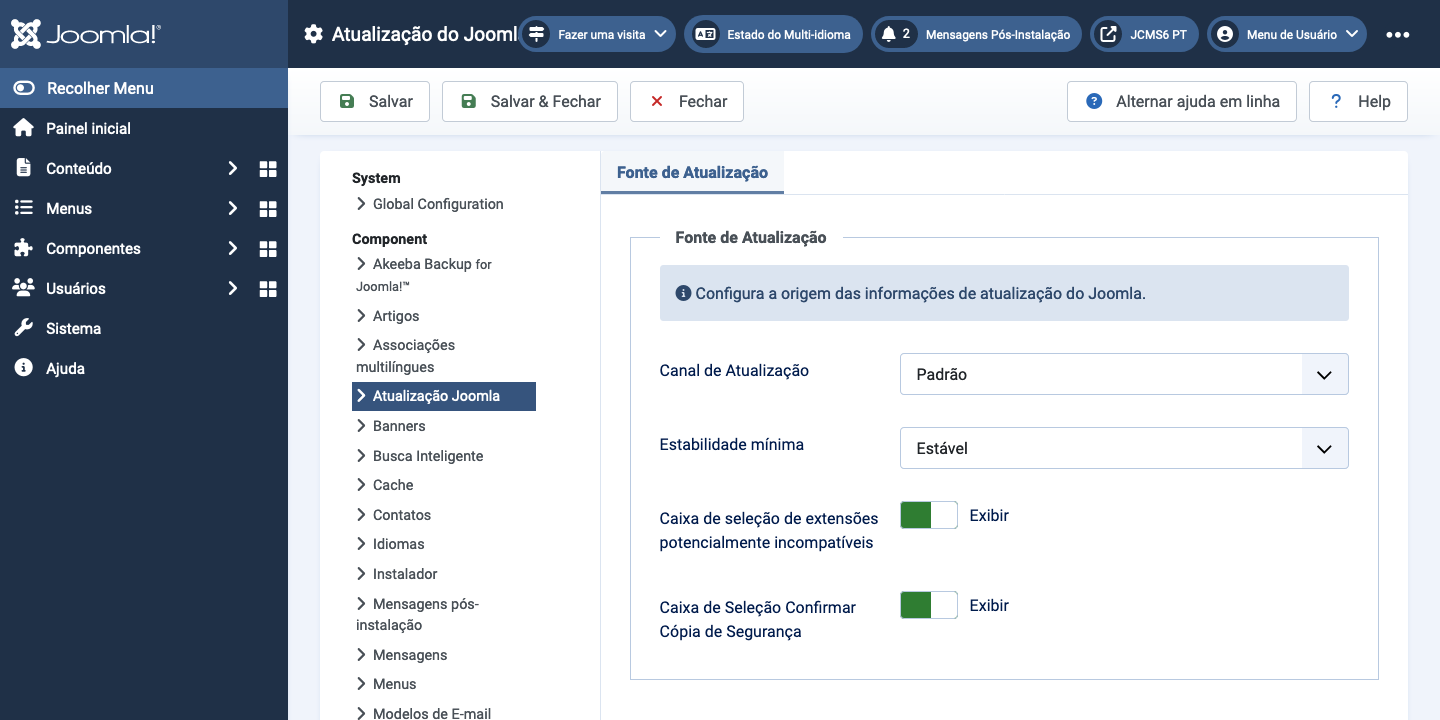 Joomla!®
Atualização do Jooml
Fazer uma visita
Estado do Multi-idioma
2
Mensagens Pós-Instalação
JCMS6 PT
Menu de Usuário
Recolher Menu
Painel inicial
Conteúdo
Menus
Componentes
Usuários
Sistema
Ajuda
Salvar
Salvar & Fechar
Fechar
Alternar ajuda em linha
Help
System
Global Configuration
Component
Akeeba Backup for
Joomla!™
Artigos
Associações
multilíngues
Atualização Joomla
Banners
Busca Inteligente
Cache
Contatos
Idiomas
Instalador
Mensagens pós-
instalação
Mensagens
Menus
Modelos de E-mail
Fonte de Atualização
Fonte de Atualização
Configura a origem das informações de atualização do Joomla.
Canal de Atualização
Padrão
Estabilidade mínima
Estável
Caixa de seleção de extensões
potencialmente incompatíveis
Exibir
Caixa de Seleção Confirmar
Cópia de Segurança
Exibir